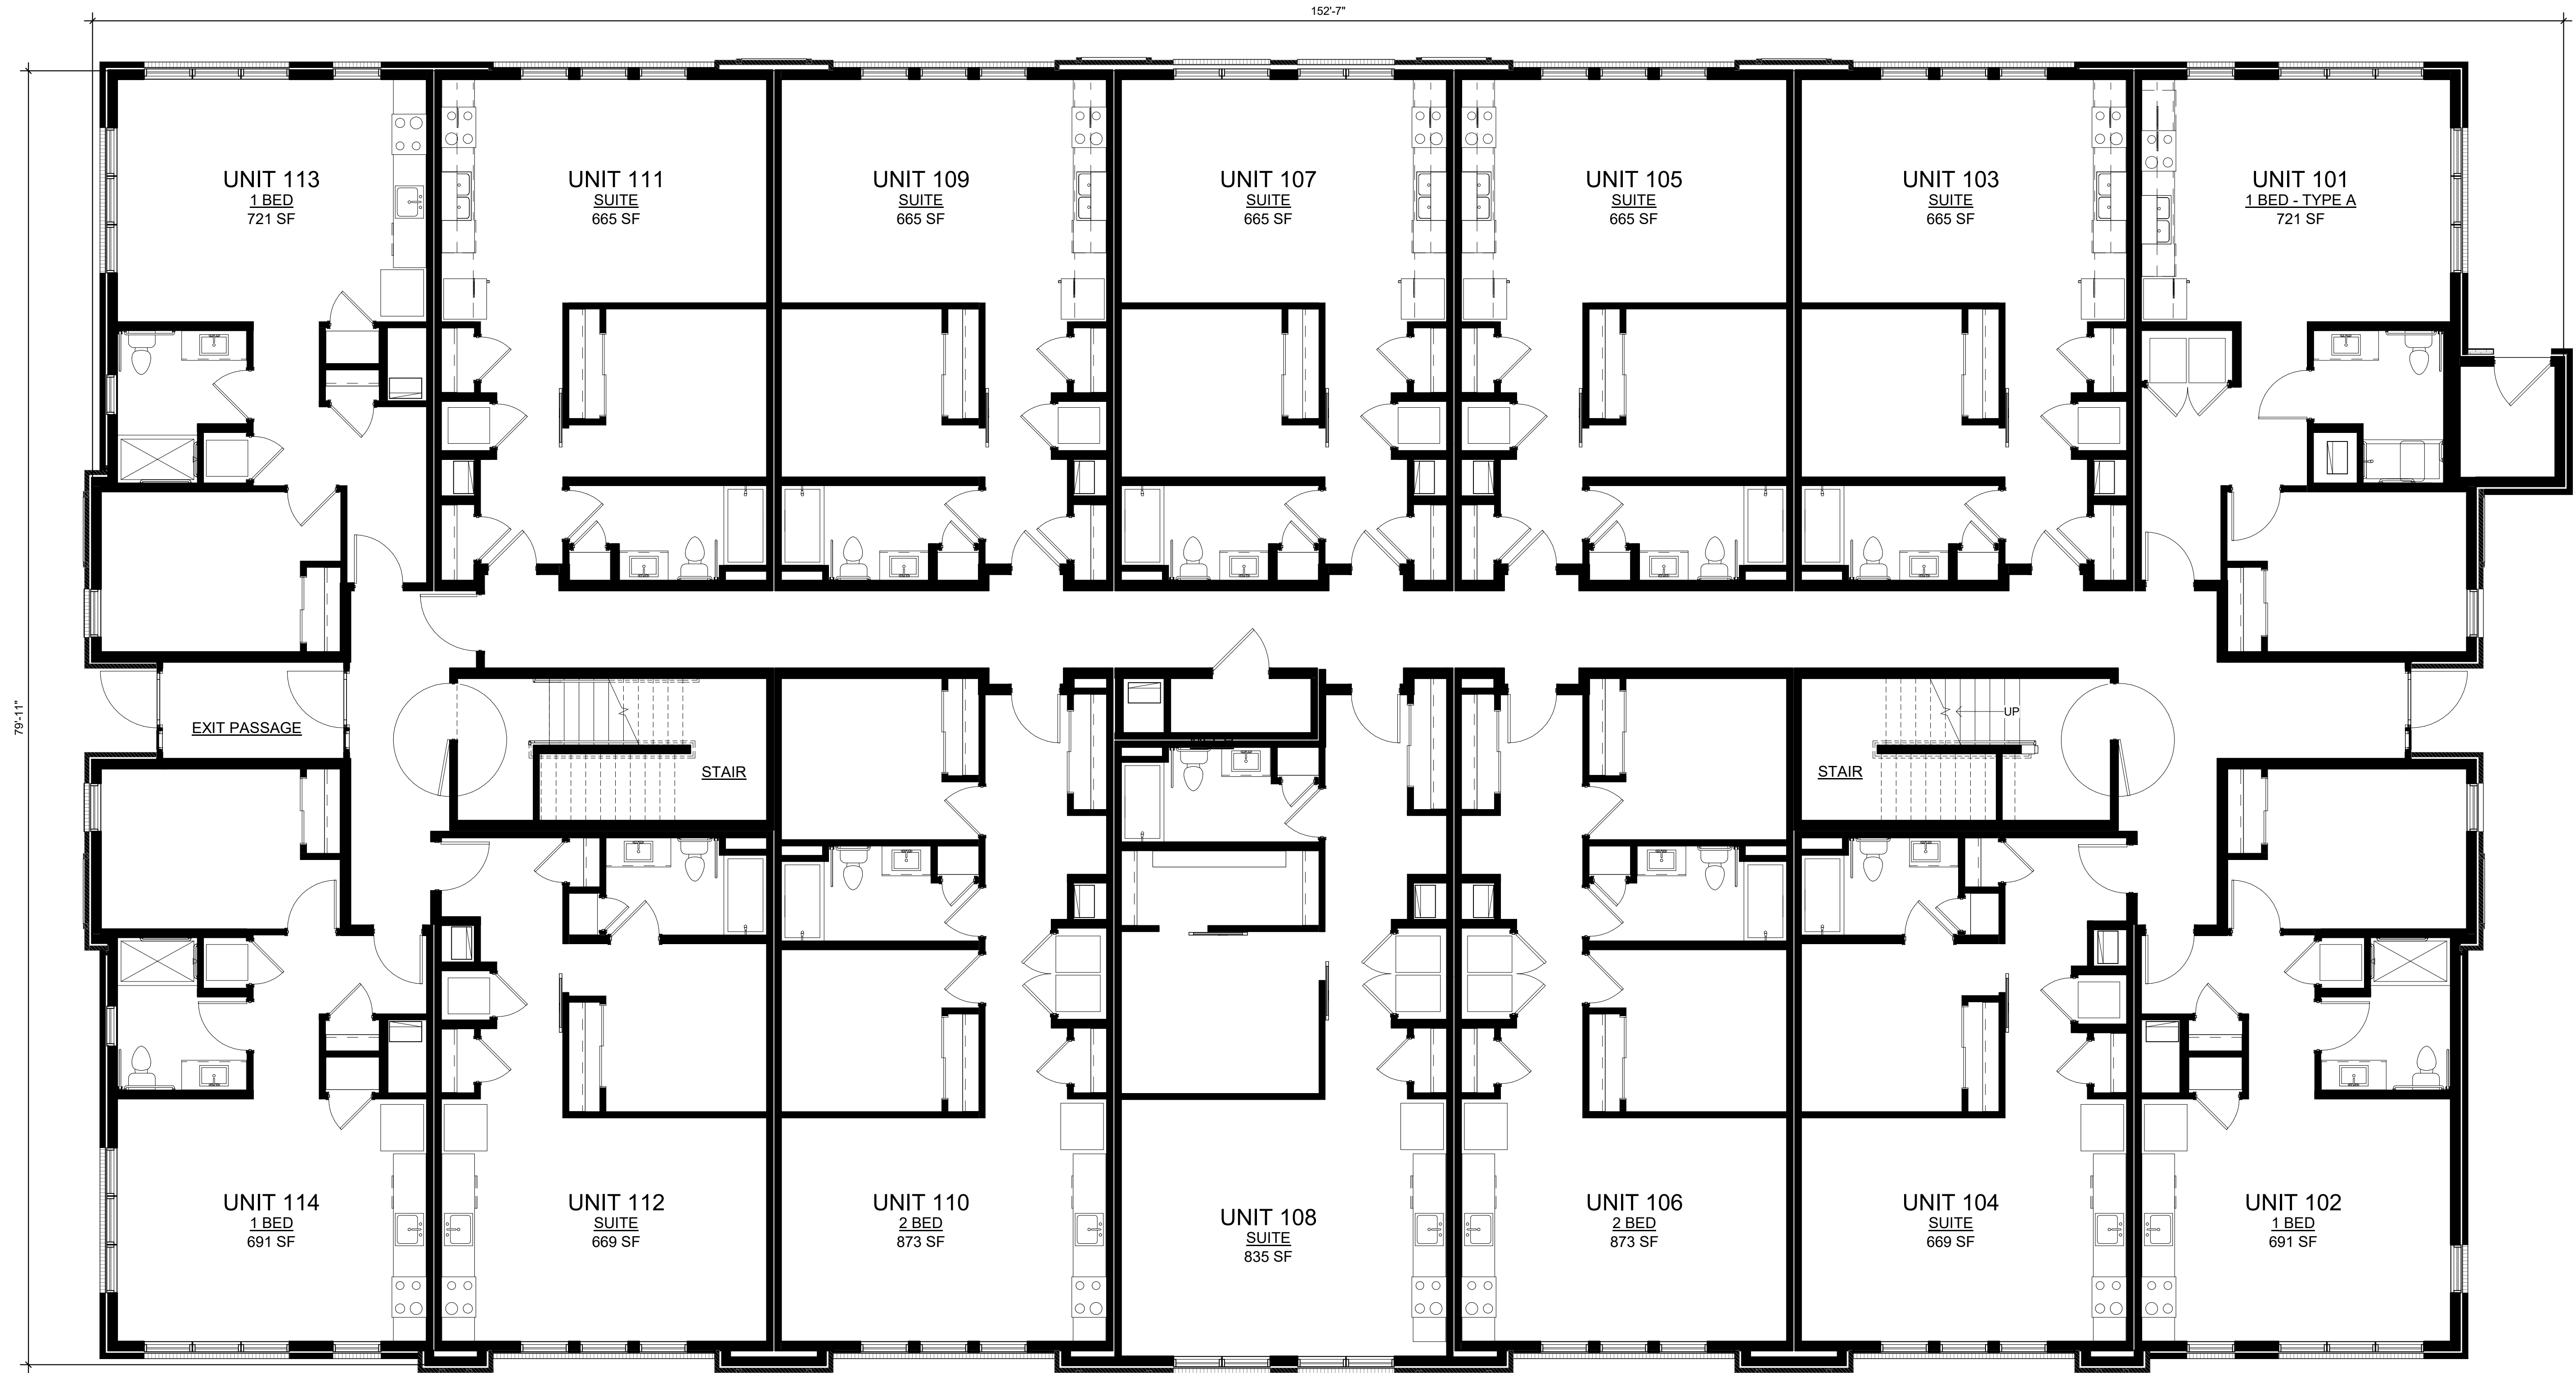 152'-7"
UNIT 113
1 BED
721 SF
UNIT 111
SUITE
665 SF
UNIT 109
SUITE
665 SF
UNIT 107
SUITE
665 SF
UNIT 105
SUITE
665 SF
UNIT 103
SUITE
665 SF
UNIT 101
1 BED - TYPE A
721 SF
79'-11"
EXIT PASSAGE
STAIR
UP
STAIR
UNIT 114
1 BED
691 SF
UNIT 112
SUITE
669 SF
UNIT 110
2 BED
873 SF
UNIT 108
SUITE
835 SF
UNIT 106
2 BED
873 SF
UNIT 104
SUITE
669 SF
UNIT 102
1 BED
691 SF